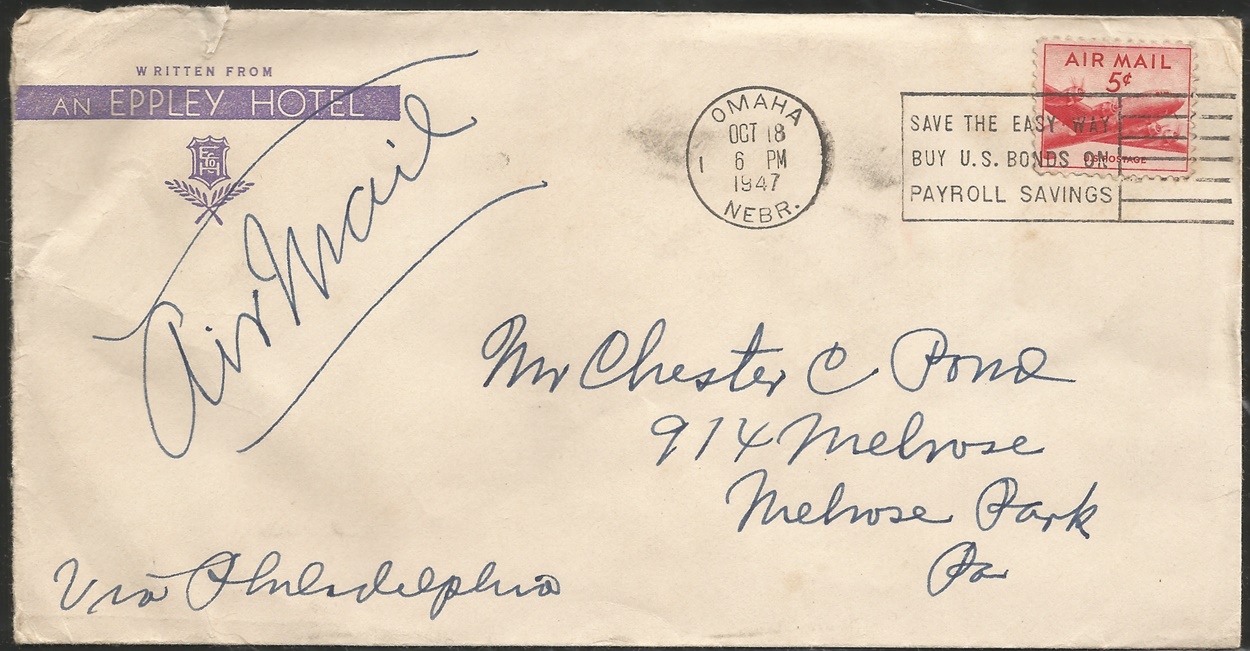 WRITTEN FROM
AN EPPLEY HOTEL
Air Mail
OMAHA
OCT 18
1 6 PM
1947
NEBR.
AIR MAIL
5¢
U.S. POSTAGE
SAVE THE EASY WAY
BUY U.S. BONDS ON
PAYROLL SAVINGS
Mr Chester C Pond
914 Melrose
Melrose Park
Pa
Via Philadelphia